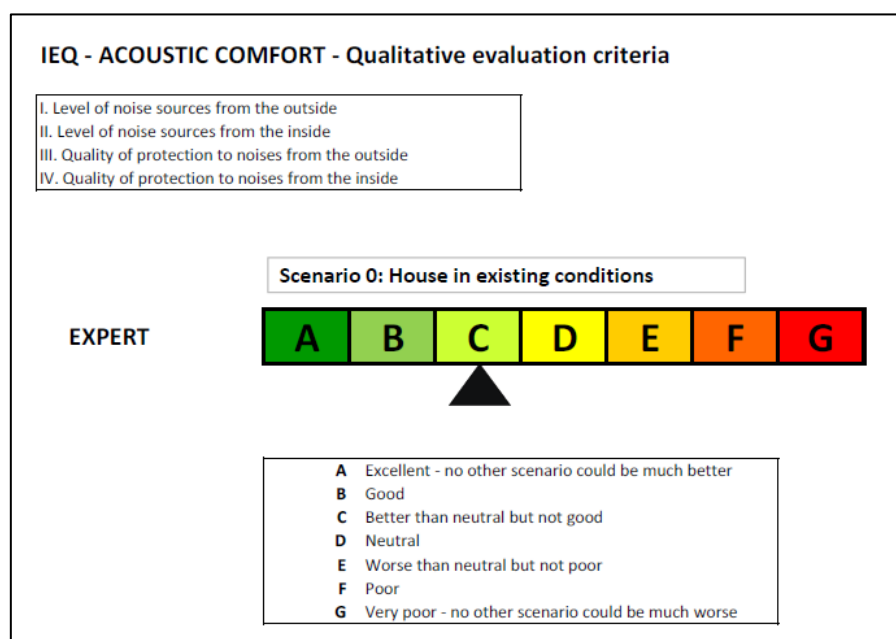 IEQ - ACOUSTIC COMFORT - Qualitative evaluation criteria
I. Level of noise sources from the outside
II. Level of noise sources from the inside
III. Quality of protection to noises from the outside
IV. Quality of protection to noises from the inside
Scenario 0: House in existing conditions
EXPERT A B C D E F G
A Excellent - no other scenario could be much better
B Good
C Better than neutral but not good
D Neutral
E Worse than neutral but not poor
F Poor
G Very poor - no other scenario could be much worse